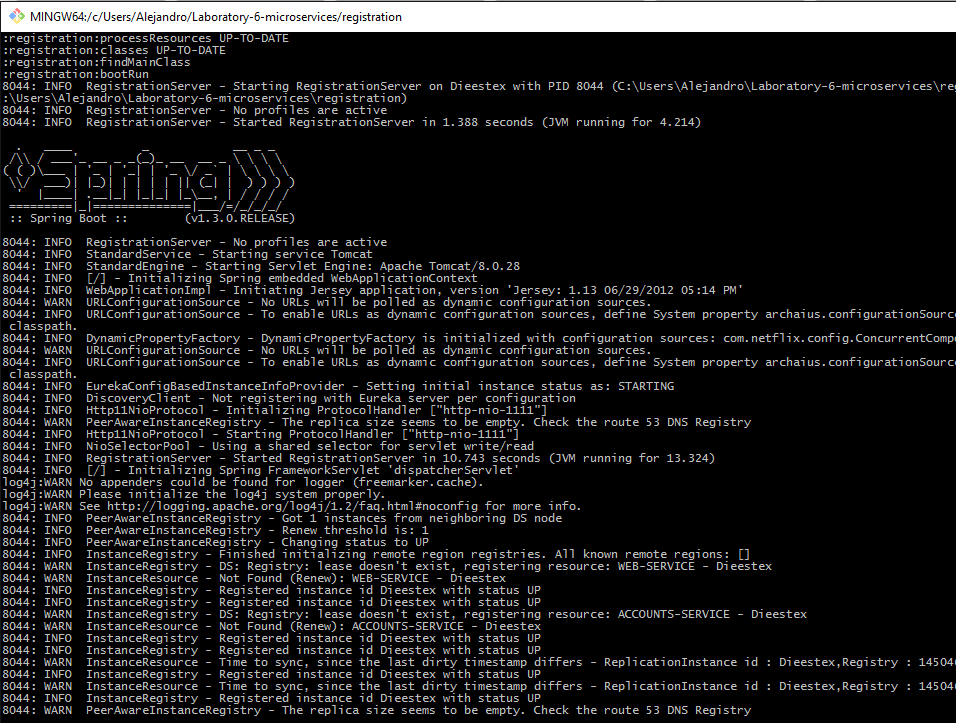 MINGW64:/c/Users/Alejandro/Laboratory-6-microservices/registration
:registration:processResources UP-TO-DATE
:registration:classes UP-TO-DATE
:registration:findMainClass
:registration:bootRun
8044: INFO  RegistrationServer - Starting RegistrationServer on Dieestex with PID 8044 (C:\Users\Alejandro\Laboratory-6-microservices\reg
:\Users\Alejandro\Laboratory-6-microservices\registration)
8044: INFO  RegistrationServer - No profiles are active
8044: INFO  RegistrationServer - Started RegistrationServer in 1.388 seconds (JVM running for 4.214)
Spring
:: Spring Boot ::        (v1.3.0.RELEASE)
8044: INFO  RegistrationServer - No profiles are active
8044: INFO  StandardService - Starting service Tomcat
8044: INFO  StandardEngine - Starting Servlet Engine: Apache Tomcat/8.0.28
8044: INFO  [/] - Initializing Spring embedded WebApplicationContext
8044: INFO  WebApplicationImpl - Initiating Jersey application, version 'Jersey: 1.13 06/29/2012 05:14 PM'
8044: WARN  URLConfigurationSource - No URLs will be polled as dynamic configuration sources.
8044: INFO  URLConfigurationSource - To enable URLs as dynamic configuration sources, define System property archaius.configurationSourc
classpath.
8044: INFO  DynamicPropertyFactory - DynamicPropertyFactory is initialized with configuration sources: com.netflix.config.ConcurrentCompo
8044: WARN  URLConfigurationSource - No URLs will be polled as dynamic configuration sources.
8044: INFO  URLConfigurationSource - To enable URLs as dynamic configuration sources, define System property archaius.configurationSourc
classpath.
8044: INFO  EurekaConfigBasedInstanceInfoProvider - Setting initial instance status as: STARTING
8044: INFO  DiscoveryClient - Not registering with Eureka server per configuration
8044: INFO  Http11NioProtocol - Initializing ProtocolHandler ["http-nio-1111"]
8044: WARN  PeerAwareInstanceRegistry - The replica size seems to be empty. Check the route 53 DNS Registry
8044: INFO  Http11NioProtocol - Starting ProtocolHandler ["http-nio-1111"]
8044: INFO  NioSelectorPool - Using a shared selector for servlet write/read
8044: INFO  RegistrationServer - Started RegistrationServer in 10.743 seconds (JVM running for 13.324)
8044: INFO  [/] - Initializing Spring FrameworkServlet 'dispatcherServlet'
log4j:WARN No appenders could be found for logger (freemarker.cache).
log4j:WARN Please initialize the log4j system properly.
log4j:WARN See http://logging.apache.org/log4j/1.2/faq.html#noconfig for more info.
8044: INFO  PeerAwareInstanceRegistry - Got 1 instances from neighboring DS node
8044: INFO  PeerAwareInstanceRegistry - Renew threshold is: 1
8044: INFO  PeerAwareInstanceRegistry - Changing status to UP
8044: INFO  InstanceRegistry - Finished initializing remote region registries. All known remote regions: []
8044: WARN  InstanceRegistry - DS: Registry: lease doesn't exist, registering resource: WEB-SERVICE - Dieestex
8044: WARN  InstanceResource - Not Found (Renew): WEB-SERVICE - Dieestex
8044: INFO  InstanceRegistry - Registered instance id Dieestex with status UP
8044: INFO  InstanceRegistry - Registered instance id Dieestex with status UP
8044: WARN  InstanceRegistry - DS: Registry: lease doesn't exist, registering resource: ACCOUNTS-SERVICE - Dieestex
8044: WARN  InstanceResource - Not Found (Renew): ACCOUNTS-SERVICE - Dieestex
8044: INFO  InstanceRegistry - Registered instance id Dieestex with status UP
8044: INFO  InstanceRegistry - Registered instance id Dieestex with status UP
8044: WARN  InstanceResource - Time to sync, since the last dirty timestamp differs - ReplicationInstance id : Dieestex,Registry : 145046
8044: INFO  InstanceRegistry - Registered instance id Dieestex with status UP
8044: WARN  InstanceResource - Time to sync, since the last dirty timestamp differs - ReplicationInstance id : Dieestex,Registry : 145046
8044: INFO  InstanceRegistry - Registered instance id Dieestex with status UP
8044: WARN  PeerAwareInstanceRegistry - The replica size seems to be empty. Check the route 53 DNS Registry